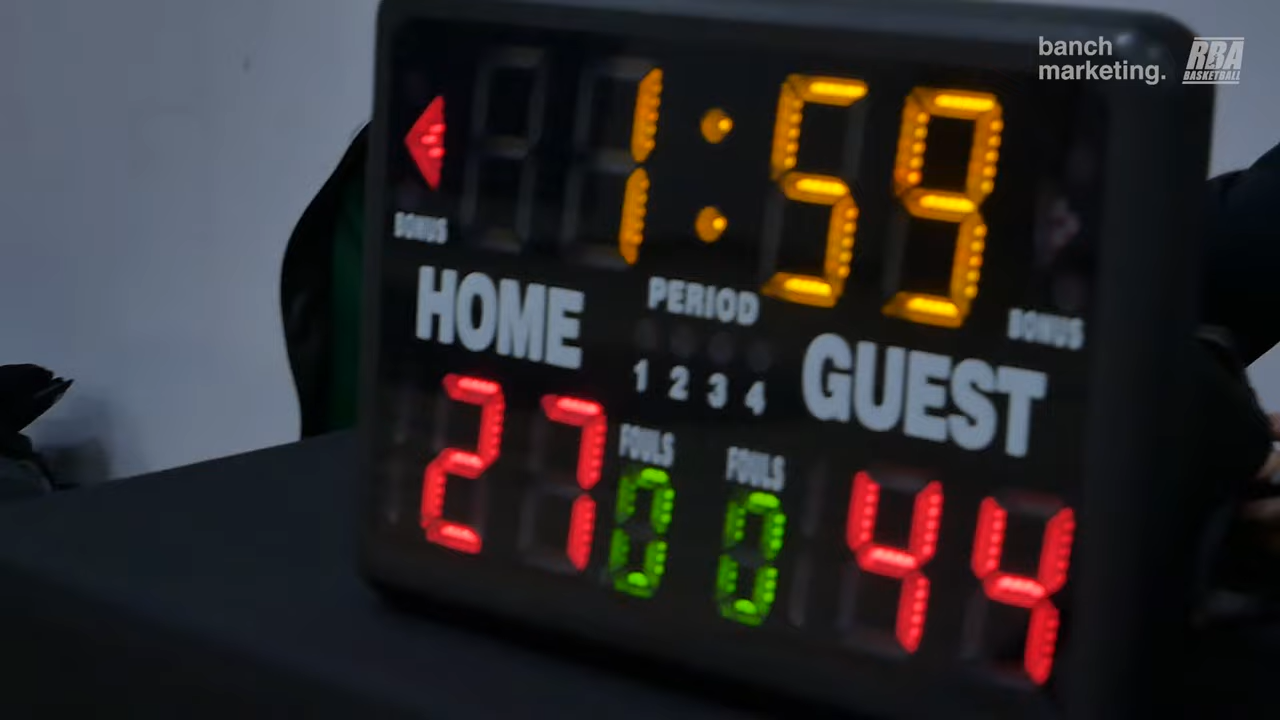 banch
marketing.
RBA
BASKETBALL
1:59
BONUS
BONUS
HOME
PERIOD
GUEST
1 2 3 4
27
FOULS
0
FOULS
0
44